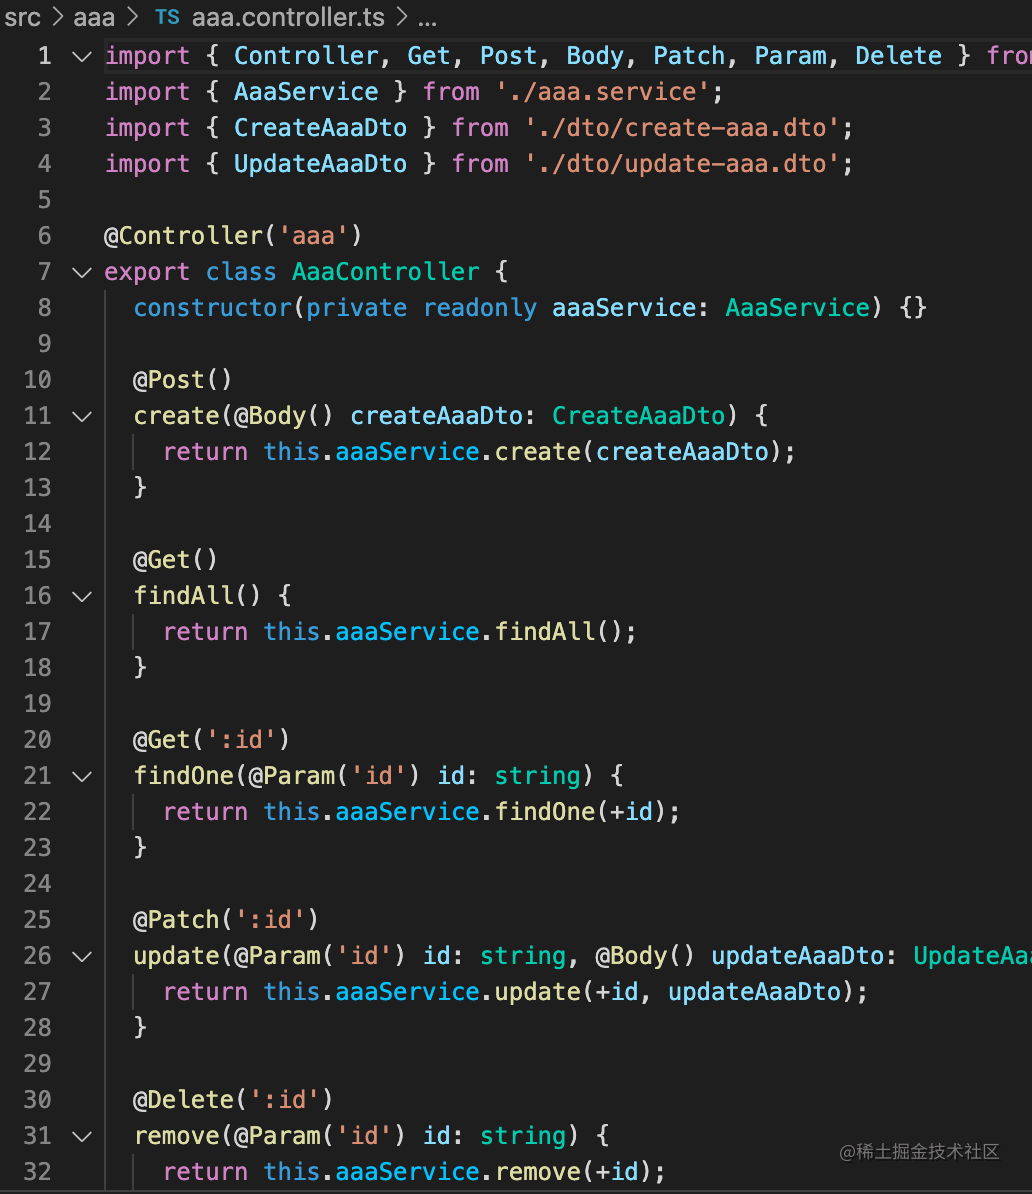 src > aaa > TS aaa.controller.ts > ...
1 import { Controller, Get, Post, Body, Patch, Param, Delete } from
2 import { AaaService } from './aaa.service';
3 import { CreateAaaDto } from './dto/create-aaa.dto';
4 import { UpdateAaaDto } from './dto/update-aaa.dto';
5
6 @Controller('aaa')
7 export class AaaController {
8 constructor(private readonly aaaService: AaaService) {}
9
10 @Post()
11 create(@Body() createAaaDto: CreateAaaDto) {
12 return this.aaaService.create(createAaaDto);
13 }
14
15 @Get()
16 findAll() {
17 return this.aaaService.findAll();
18 }
19
20 @Get(':id')
21 findOne(@Param('id') id: string) {
22 return this.aaaService.findOne(+id);
23 }
24
25 @Patch(':id')
26 update(@Param('id') id: string, @Body() updateAaaDto: UpdateAaa
27 return this.aaaService.update(+id, updateAaaDto);
28 }
29
30 @Delete(':id')
31 remove(@Param('id') id: string) {
32 return this.aaaService.remove(+id);
@稀土掘金技术社区